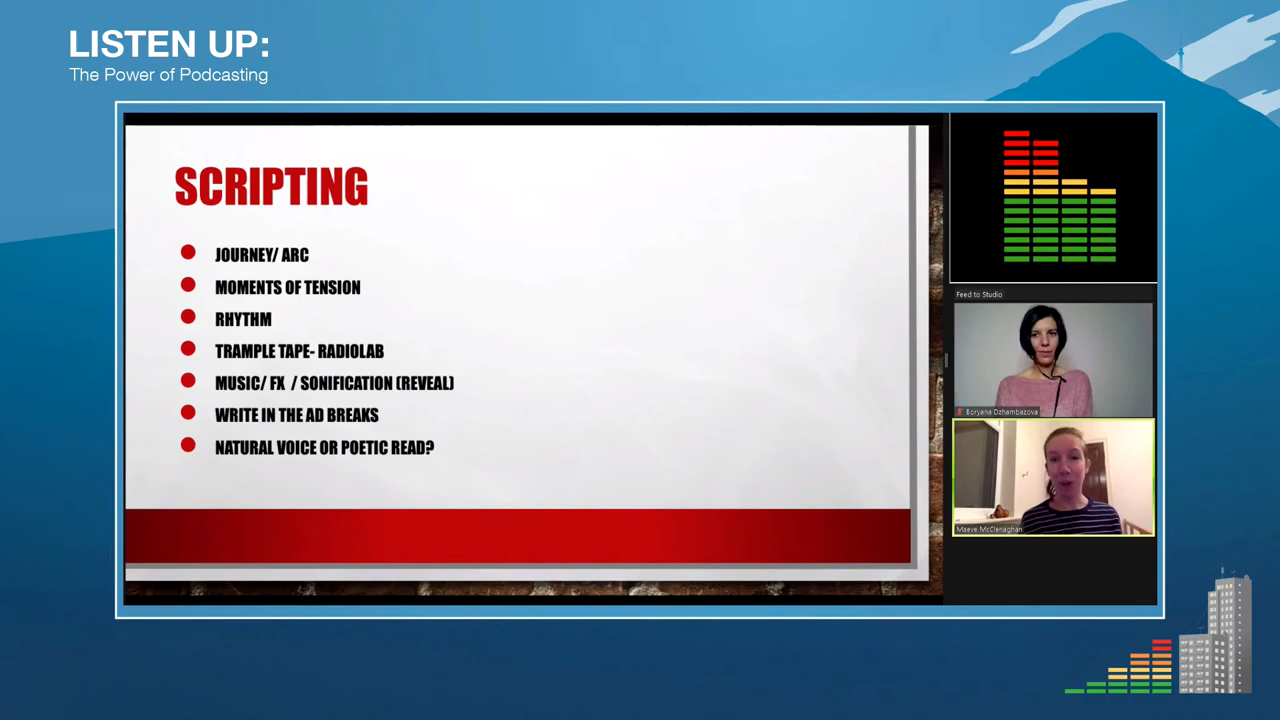 LISTEN UP:
The Power of Podcasting
SCRIPTING
JOURNEY/ ARC
MOMENTS OF TENSION
RHYTHM
TRAMPLE TAPE- RADIOLAB
MUSIC/ FX / SONIFICATION (REVEAL)
WRITE IN THE AD BREAKS
NATURAL VOICE OR POETIC READ?
Feed to Studio
Boryana Dzhambazova
Maeve McClenaghan